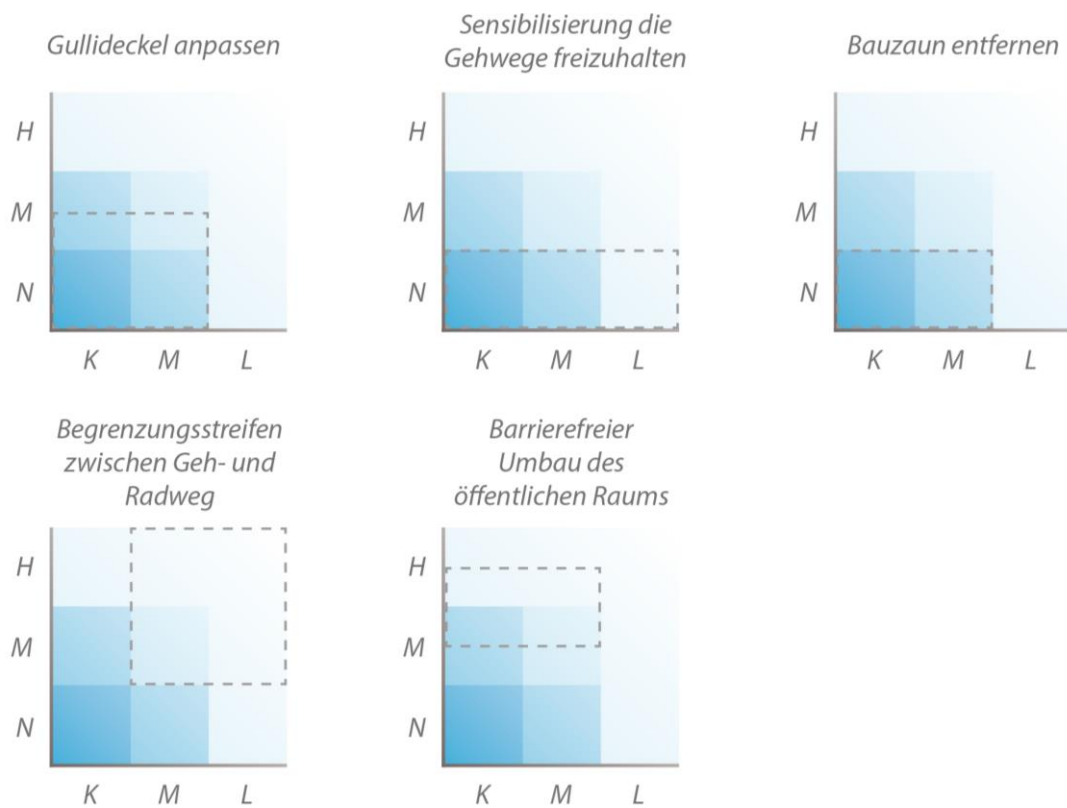 Gullideckel anpassen
Sensibilisierung die
Gehwege freizuhalten
Bauzaun entfernen
H
M
N
K M L
H
M
N
K M L
H
M
N
K M L
Begrenzungsstreifen
zwischen Geh- und
Radweg
Barrierefreier
Umbau des
öffentlichen Raums
H
M
N
K M L
H
M
N
K M L